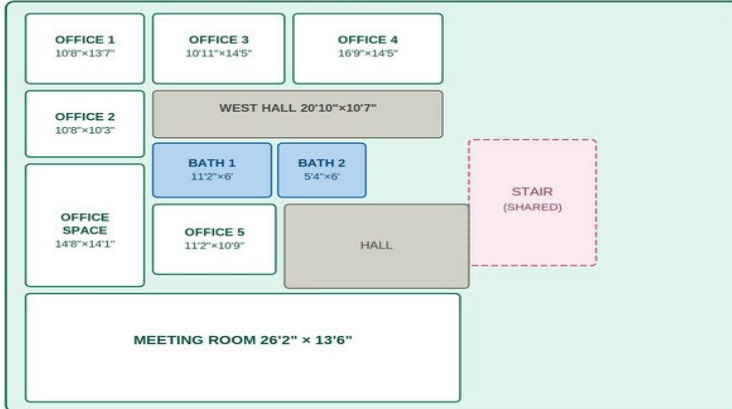 OFFICE 1
10'8"×13'7"
OFFICE 3
10'11"×14'5"
OFFICE 4
16'9"×14'5"
OFFICE 2
10'8"×10'3"
WEST HALL 20'10"×10'7"
BATH 1
11'2"×6'
BATH 2
5'4"×6'
STAIR
(SHARED)
OFFICE
SPACE
14'8"×14'1"
OFFICE 5
11'2"×10'9"
HALL
MEETING ROOM 26'2" × 13'6"